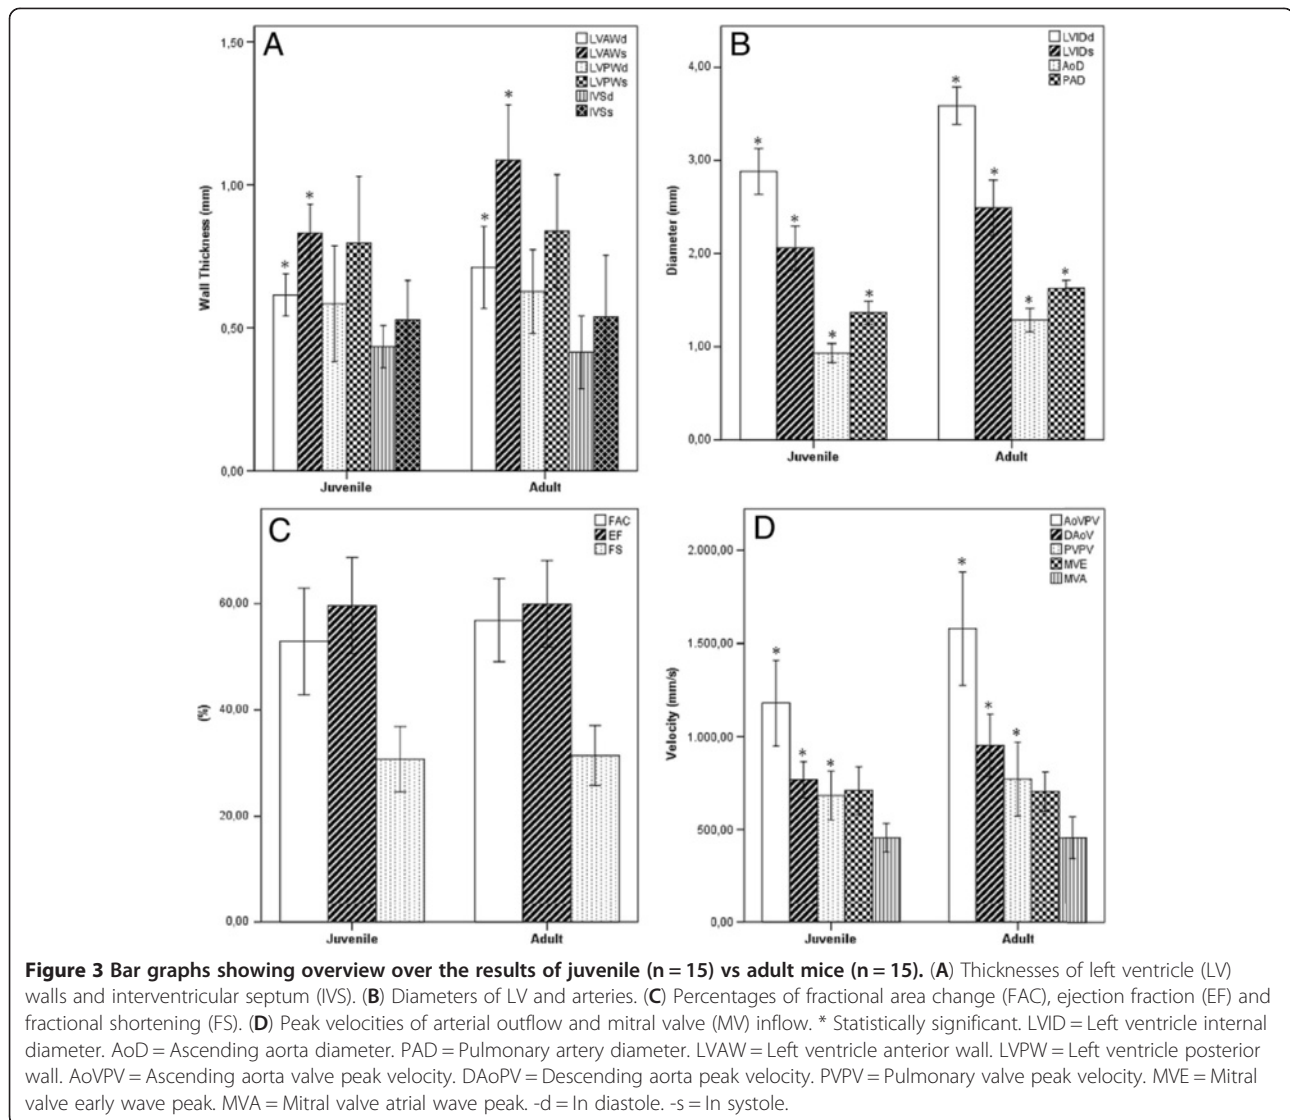 A
1,50
1,00
0,50
0,00
Wall Thickness (mm)
LVAWd
LVAWs
LVPWd
LVPWs
IVSd
IVSs
*
*
*
*
Juvenile
Adult
B
4,00
3,00
2,00
1,00
0,00
Diameter (mm)
LVIDd
LVIDs
AoD
PAD
*
*
*
*
*
*
*
*
Juvenile
Adult
C
60,00
40,00
20,00
0,00
(%)
FAC
EF
FS
Juvenile
Adult
D
2.000,00
1.500,00
1.000,00
500,00
0,00
Velocity (mm/s)
AoVPV
DAoV
PVPV
MVE
MVA
*
*
*
*
*
*
Juvenile
Adult
Figure 3 Bar graphs showing overview over the results of juvenile (n = 15) vs adult mice (n = 15). (A) Thicknesses of left ventricle (LV)
walls and interventricular septum (IVS). (B) Diameters of LV and arteries. (C) Percentages of fractional area change (FAC), ejection fraction (EF) and
fractional shortening (FS). (D) Peak velocities of arterial outflow and mitral valve (MV) inflow. * Statistically significant. LVID = Left ventricle internal
diameter. AoD = Ascending aorta diameter. PAD = Pulmonary artery diameter. LVAW = Left ventricle anterior wall. LVPW = Left ventricle posterior
wall. AoVPV = Ascending aorta valve peak velocity. DAoPV = Descending aorta peak velocity. PVPV = Pulmonary valve peak velocity. MVE = Mitral
valve early wave peak. MVA = Mitral valve atrial wave peak. -d = In diastole. -s = In systole.